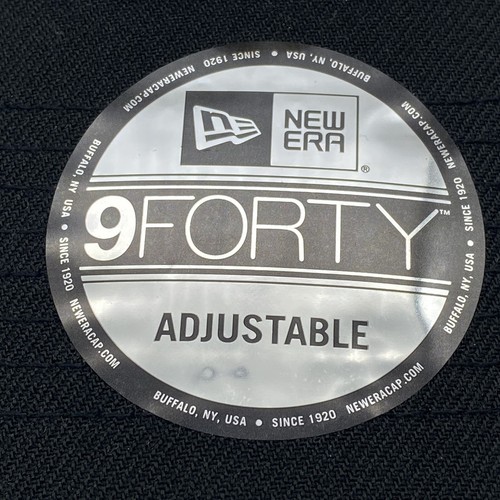 NEW
ERA
®
9FORTY™
ADJUSTABLE
BUFFALO, NY, USA • SINCE 1920 NEWERACAP.COM
BUFFALO, NY, USA • SINCE 1920 NEWERACAP.COM
BUFFALO, NY, USA • SINCE 1920 NEWERACAP.COM
BUFFALO, NY, USA • SINCE 1920 NEWERACAP.COM